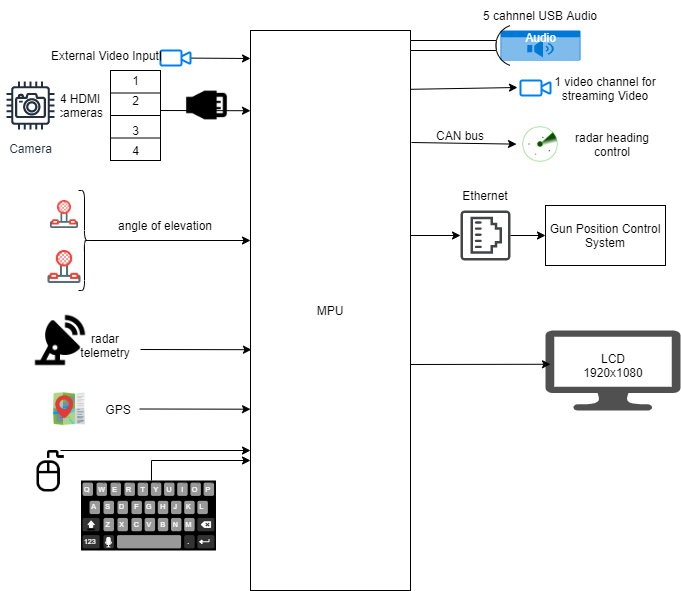 5 cahnnel USB Audio
Audio
External Video Input
1
4 HDMI
cameras
2
3
4
Camera
1 video channel for
streaming Video
CAN bus
radar heading
control
angle of elevation
Ethernet
Gun Position Control
System
MPU
radar
telemetry
LCD
1920x1080
GPS
Q W E R T Y U I O P
A S D F G H J K L
Z X C V B N M
123 .